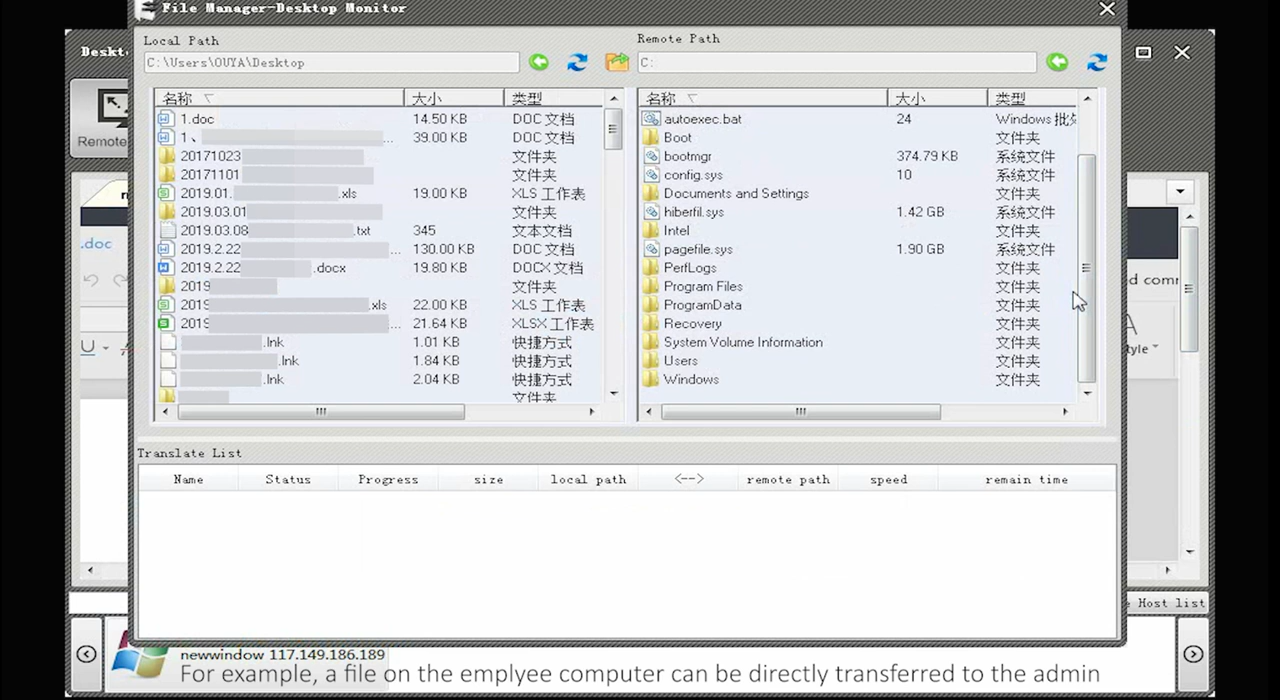 File Manager-Desktop Monitor
Deskt
Local Path
Remote Path
C:\Users\OUYA\Desktop
C:
Remote
名称 大小 类型
名称 大小 类型
1.doc 14.50 KB DOC 文档
1、 ... 39.00 KB DOC 文档
20171023 文件夹
20171101 文件夹
2019.01. .xls 19.00 KB XLS 工作表
2019.03.01 文件夹
2019.03.08 .txt 345 文本文档
2019.2.22 ... 130.00 KB DOC 文档
2019.2.22 .docx 19.80 KB DOCX 文档
2019 文件夹
2019 .xls 22.00 KB XLS 工作表
2019 ... 21.64 KB XLSX 工作表
.lnk 1.01 KB 快捷方式
.lnk 1.84 KB 快捷方式
.lnk 2.04 KB 快捷方式
文件夹
autoexec.bat 24 Windows 批
Boot 文件夹
bootmgr 374.79 KB 系统文件
config.sys 10 系统文件
Documents and Settings 文件夹
hiberfil.sys 1.42 GB 系统文件
Intel 文件夹
pagefile.sys 1.90 GB 系统文件
PerfLogs 文件夹
Program Files 文件夹
ProgramData 文件夹
Recovery 文件夹
System Volume Information 文件夹
Users 文件夹
Windows 文件夹
.doc
d comm
U
A
tyle
Translate List
Name Status Progress size local path <--> remote path speed remain time
e Host list
newwindow 117.149.186.189
For example, a file on the emplyee computer can be directly transferred to the admin